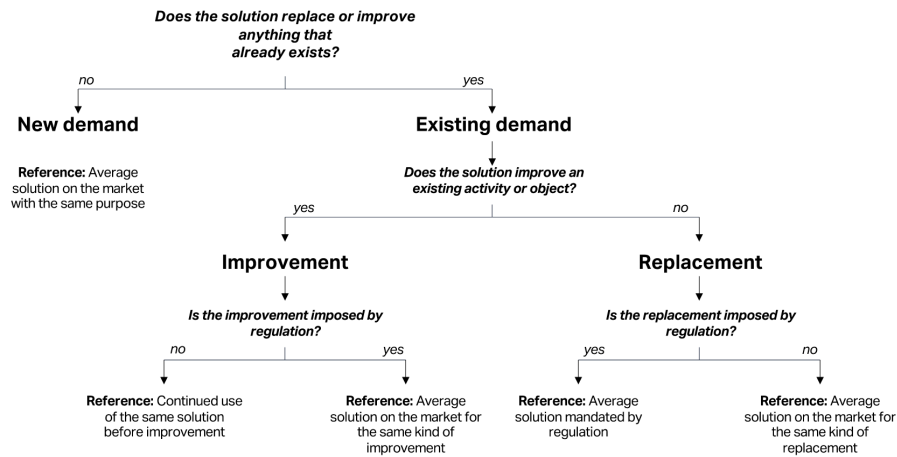 Does the solution replace or improve
anything that
already exists?
no
yes
New demand
Existing demand
Reference: Average
solution on the market
with the same purpose
Does the solution improve an
existing activity or object?
yes
no
Improvement
Replacement
Is the improvement imposed by
regulation?
Is the replacement imposed by
regulation?
no
yes
yes
no
Reference: Continued use
of the same solution
before improvement
Reference: Average
solution on the market for
the same kind of
improvement
Reference: Average
solution mandated by
regulation
Reference: Average
solution on the market for
the same kind of
replacement